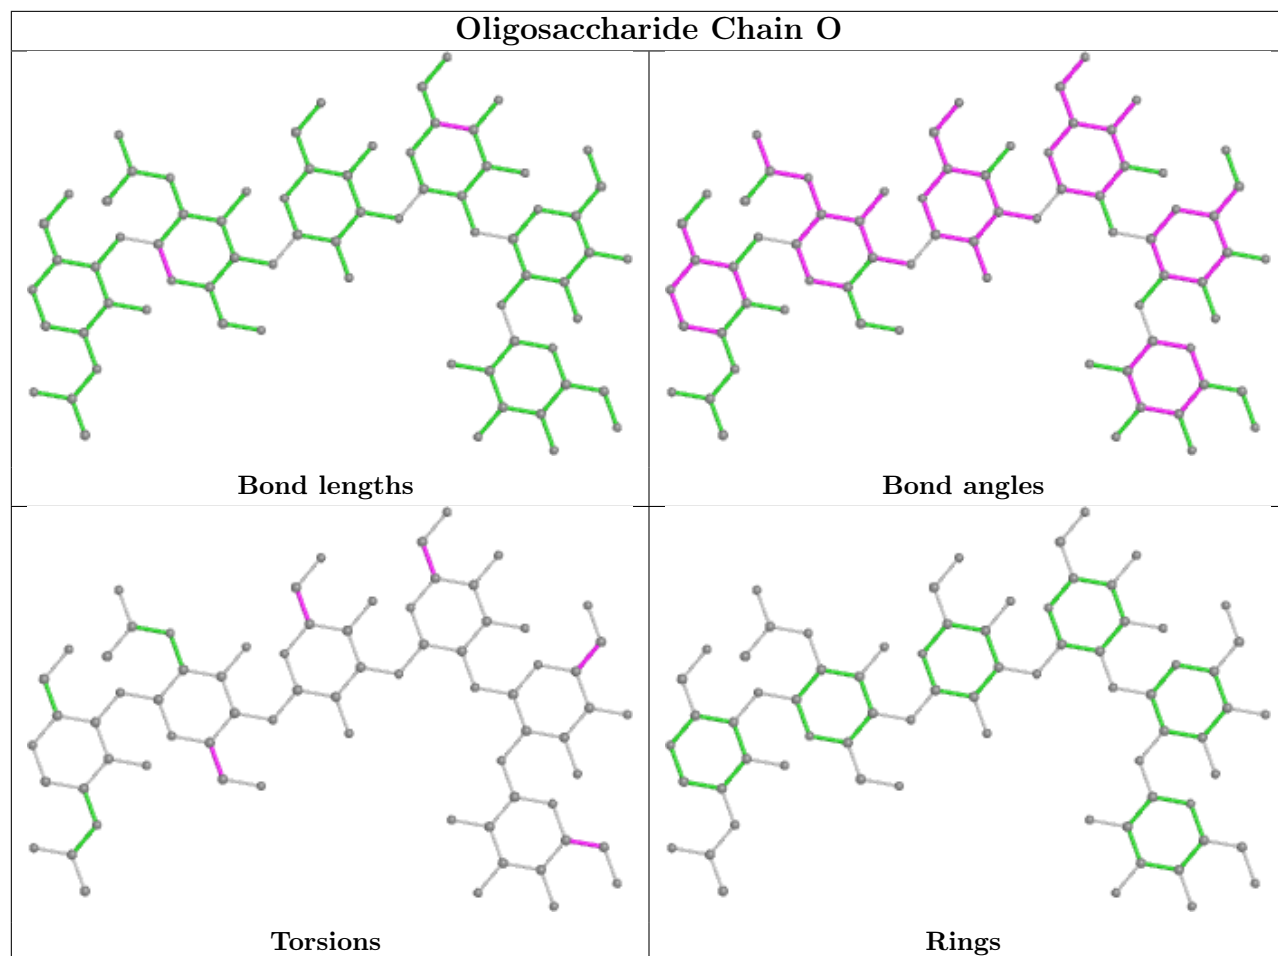 Oligosaccharide Chain O
Bond lengths
Bond angles
Torsions
Rings